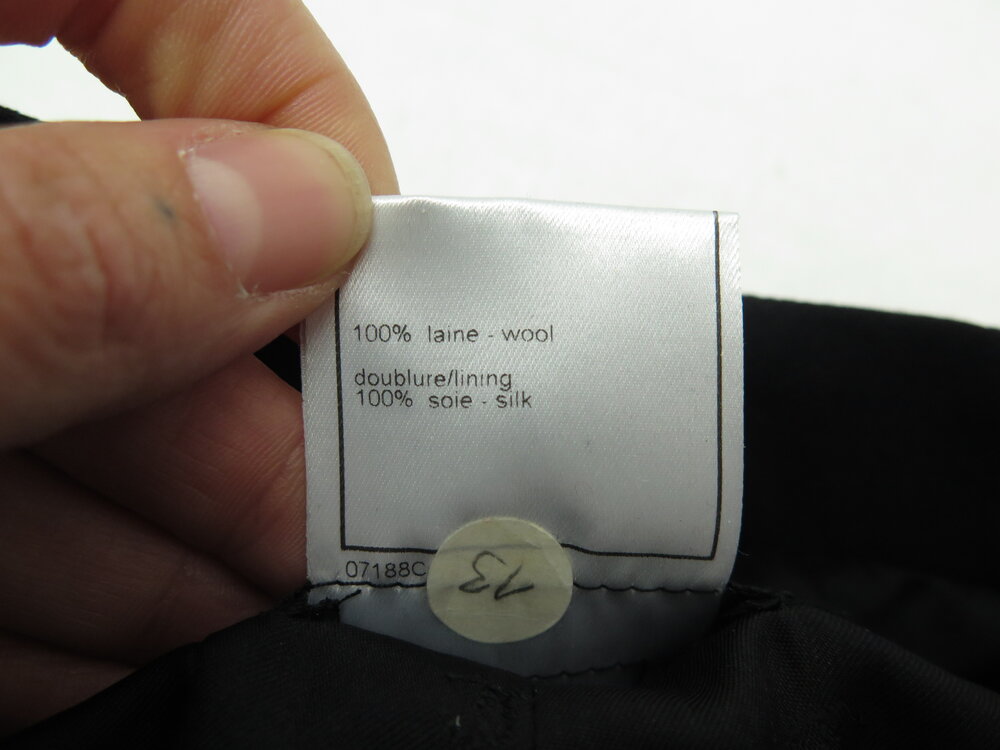 100% laine - wool
doublure/lining
100% soie - silk
07188C
13